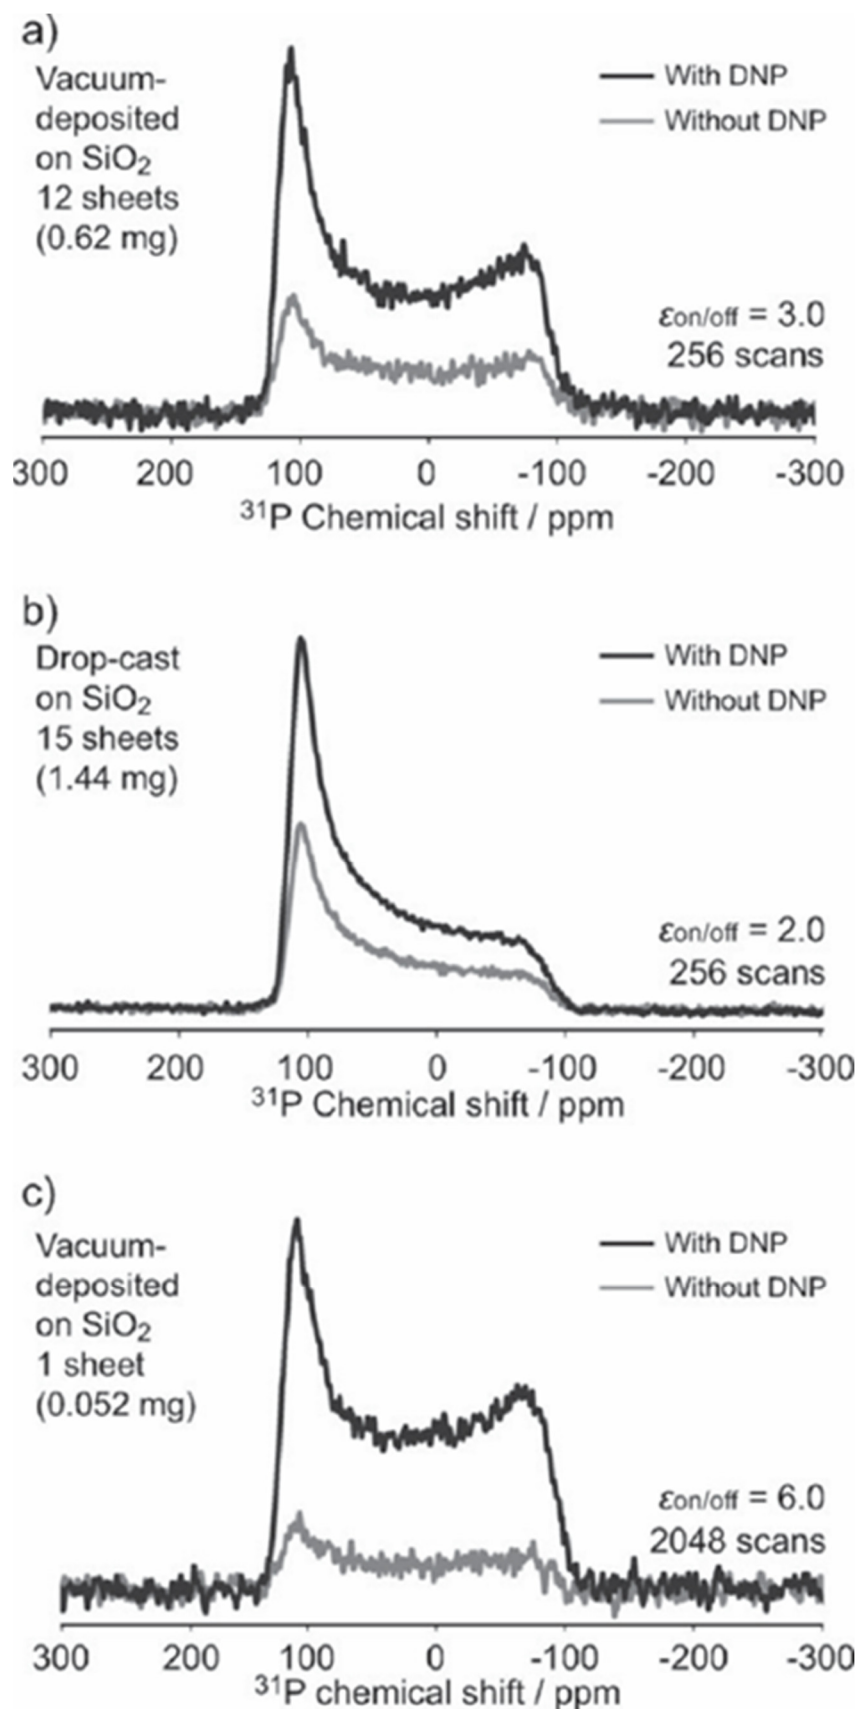 a)
Vacuum-
deposited
on SiO₂
12 sheets
(0.62 mg)
With DNP
Without DNP
εon/off = 3.0
256 scans
300 200 100 0 -100 -200 -300
³¹P Chemical shift / ppm
b)
Drop-cast
on SiO₂
15 sheets
(1.44 mg)
With DNP
Without DNP
εon/off = 2.0
256 scans
300 200 100 0 -100 -200 -300
³¹P Chemical shift / ppm
c)
Vacuum-
deposited
on SiO₂
1 sheet
(0.052 mg)
With DNP
Without DNP
εon/off = 6.0
2048 scans
300 200 100 0 -100 -200 -300
³¹P chemical shift / ppm